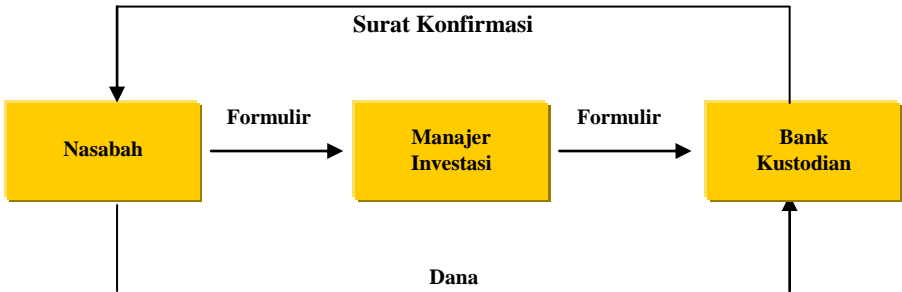 Surat Konfirmasi
Nasabah
Formulir
Manajer
Investasi
Formulir
Bank
Kustodian
Dana